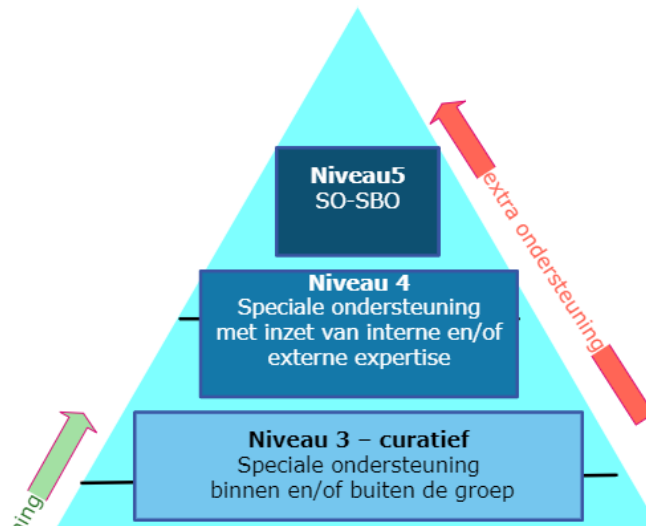 Niveau5
SO-SBO
Niveau 4
Speciale ondersteuning
met inzet van interne en/of
externe expertise
extra ondersteuning
Niveau 3 – curatief
Speciale ondersteuning
binnen en/of buiten de groep